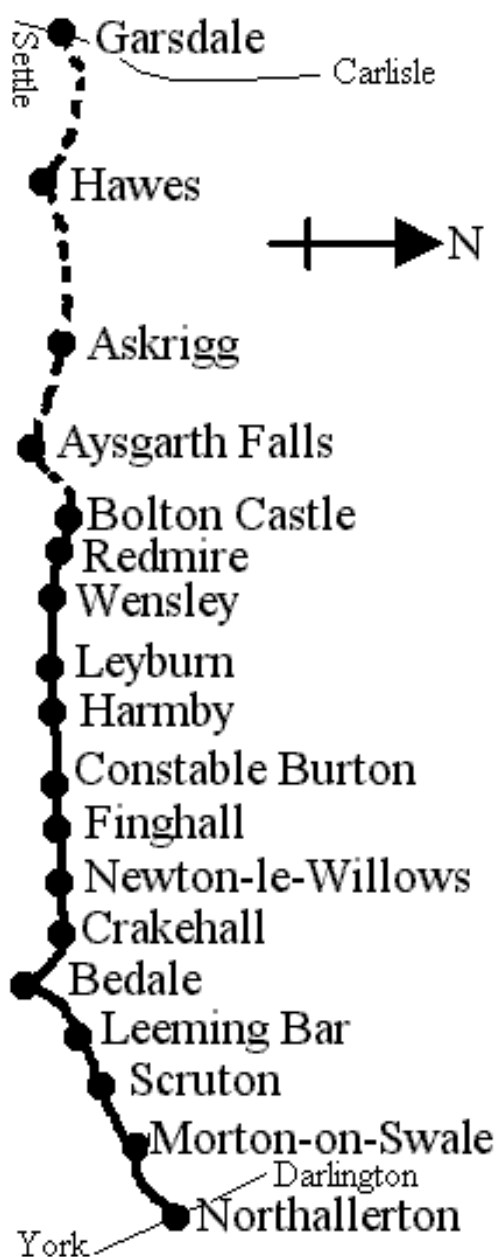 Garsdale
Settle
Carlisle
Hawes
N
Askrigg
Aysgarth Falls
Bolton Castle
Redmire
Wensley
Leyburn
Harmby
Constable Burton
Finghall
Newton-le-Willows
Crakehall
Bedale
Leeming Bar
Scruton
Morton-on-Swale
Darlington
Northallerton
York